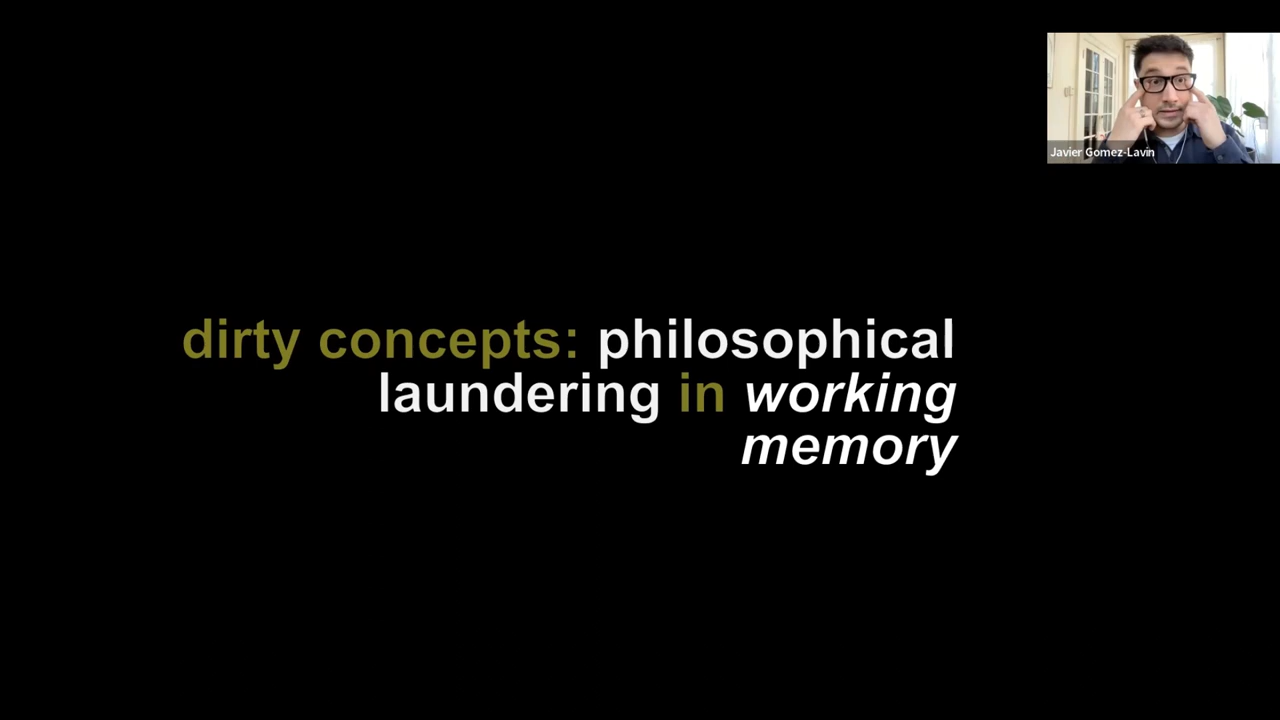 Javier Gomez-Lavin
dirty concepts: philosophical
laundering in working
memory